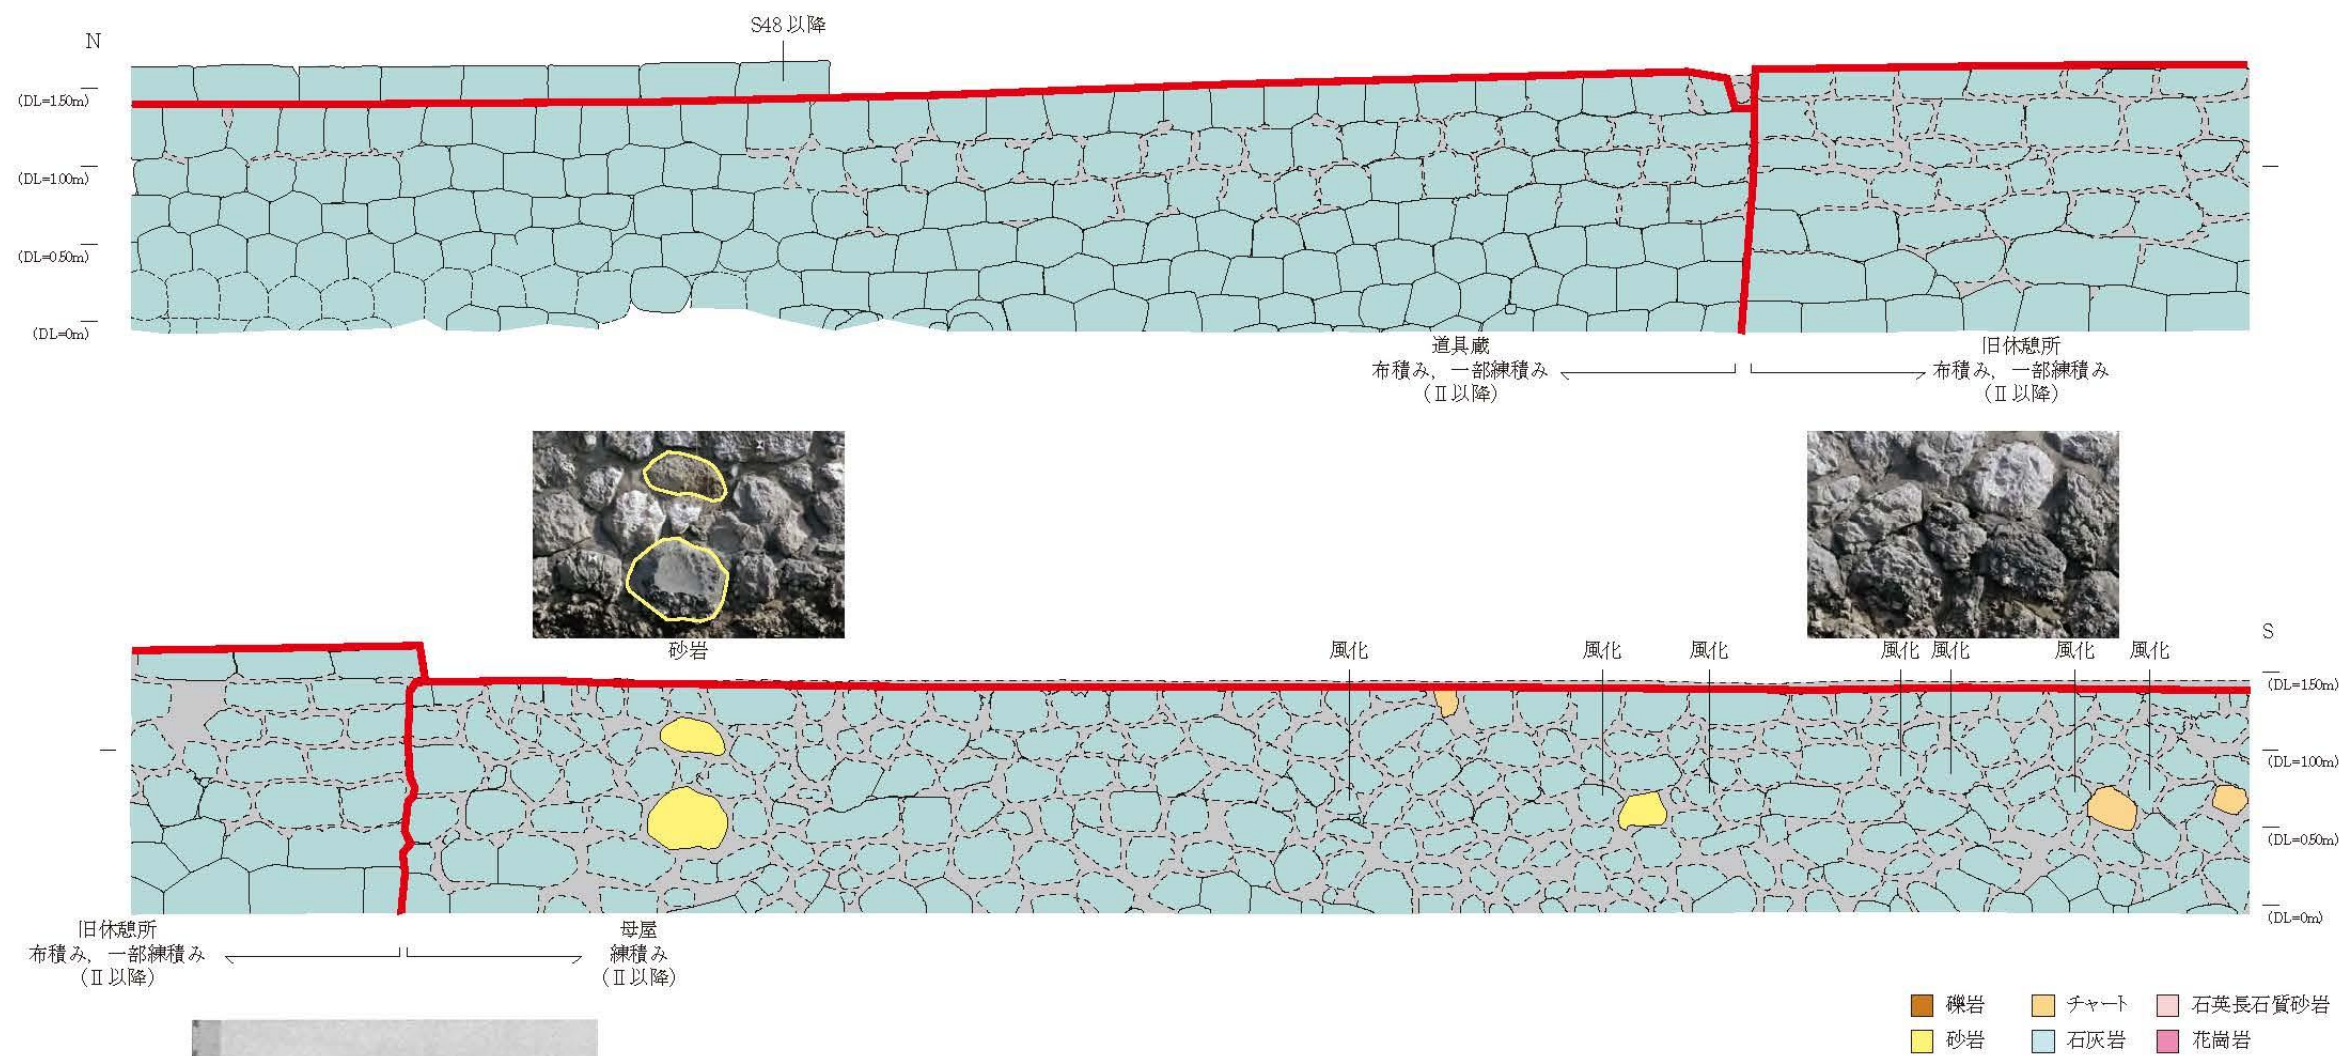 S48以降
N
(DL=1.50m)
(DL=1.00m)
(DL=0.50m)
(DL=0m)
道具蔵
布積み，一部練積み
(Ⅱ以降)
旧休憩所
布積み，一部練積み
(Ⅱ以降)
砂岩
風化
風化
風化
風化
風化
風化
風化
S
(DL=1.50m)
(DL=1.00m)
(DL=0.50m)
(DL=0m)
旧休憩所
布積み，一部練積み
(Ⅱ以降)
母屋
練積み
(Ⅱ以降)
礫岩
チャート
石英長石質砂岩
砂岩
石灰岩
花崗岩